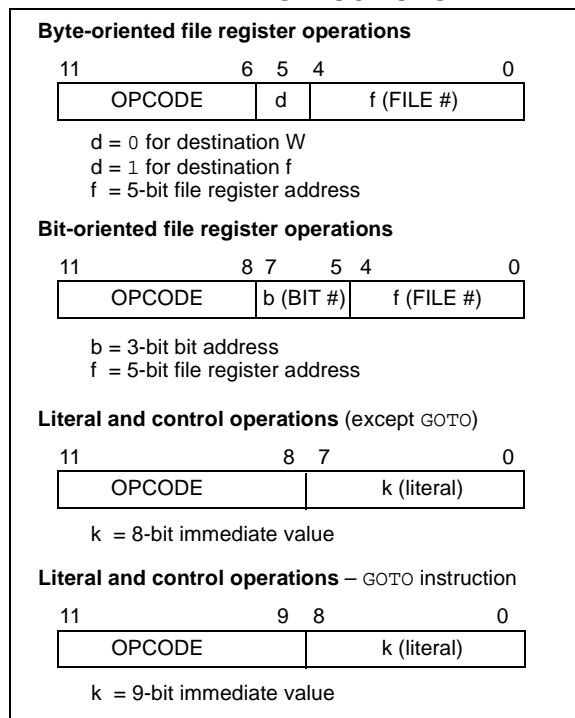 Byte-oriented file register operations
11 6 5 4 0
OPCODE d f (FILE #)
d = 0 for destination W
d = 1 for destination f
f = 5-bit file register address
Bit-oriented file register operations
11 8 7 5 4 0
OPCODE b (BIT #) f (FILE #)
b = 3-bit bit address
f = 5-bit file register address
Literal and control operations (except GOTO)
11 8 7 0
OPCODE k (literal)
k = 8-bit immediate value
Literal and control operations – GOTO instruction
11 9 8 0
OPCODE k (literal)
k = 9-bit immediate value